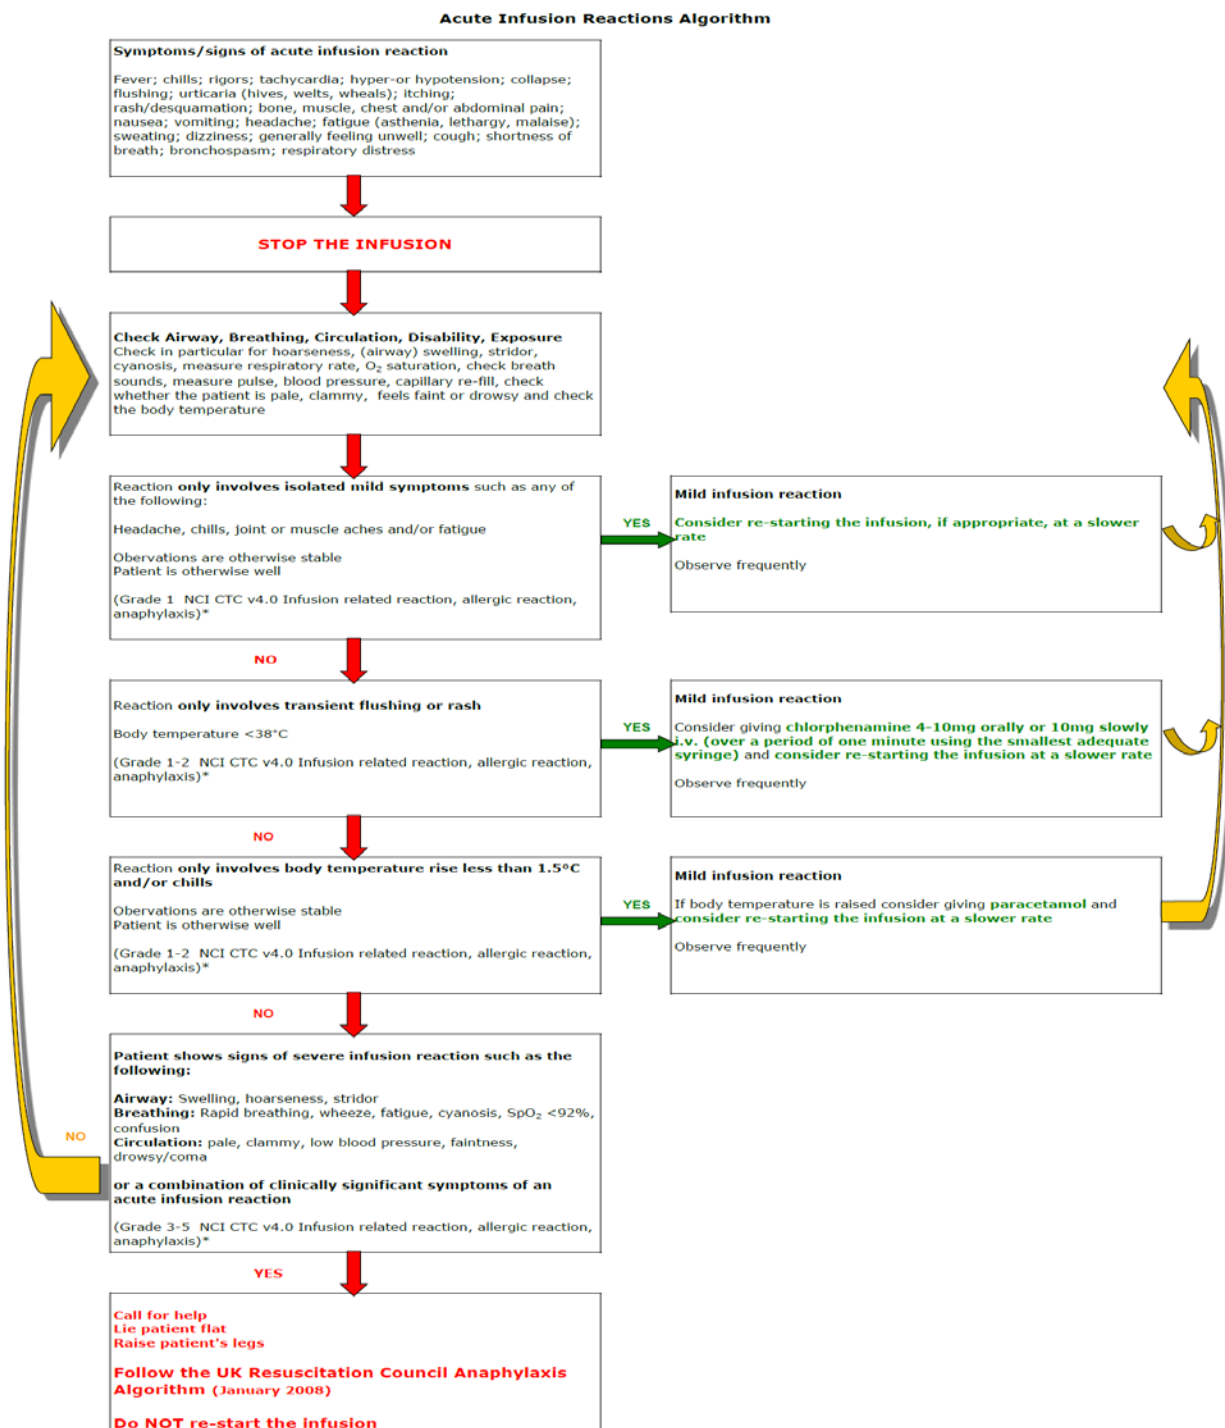 Acute Infusion Reactions Algorithm
Symptoms/signs of acute infusion reaction
Fever; chills; rigors; tachycardia; hyper-or hypotension; collapse;
flushing; urticaria (hives, welts, wheals); itching;
rash/desquamation; bone, muscle, chest and/or abdominal pain;
nausea; vomiting; headache; fatigue (asthenia, lethargy, malaise);
sweating; dizziness; generally feeling unwell; cough; shortness of
breath; bronchospasm; respiratory distress
STOP THE INFUSION
Check Airway, Breathing, Circulation, Disability, Exposure
Check in particular for hoarseness, (airway) swelling, stridor,
cyanosis, measure respiratory rate, O₂ saturation, check breath
sounds, measure pulse, blood pressure, capillary re-fill, check
whether the patient is pale, clammy, feels faint or drowsy and check
the body temperature
Reaction only involves isolated mild symptoms such as any of
the following:
Headache, chills, joint or muscle aches and/or fatigue
Obervations are otherwise stable
Patient is otherwise well
(Grade 1 NCI CTC v4.0 Infusion related reaction, allergic reaction,
anaphylaxis)*
YES
Mild infusion reaction
Consider re-starting the infusion, if appropriate, at a slower
rate
Observe frequently
NO
Reaction only involves transient flushing or rash
Body temperature <38°C
(Grade 1-2 NCI CTC v4.0 Infusion related reaction, allergic reaction,
anaphylaxis)*
YES
Mild infusion reaction
Consider giving chlorphenamine 4-10mg orally or 10mg slowly
i.v. (over a period of one minute using the smallest adequate
syringe) and consider re-starting the infusion at a slower rate
Observe frequently
NO
Reaction only involves body temperature rise less than 1.5ºC
and/or chills
Obervations are otherwise stable
Patient is otherwise well
(Grade 1-2 NCI CTC v4.0 Infusion related reaction, allergic reaction,
anaphylaxis)*
YES
Mild infusion reaction
If body temperature is raised consider giving paracetamol and
consider re-starting the infusion at a slower rate
Observe frequently
NO
Patient shows signs of severe infusion reaction such as the
following:
Airway: Swelling, hoarseness, stridor
Breathing: Rapid breathing, wheeze, fatigue, cyanosis, SpO₂ <92%,
confusion
Circulation: pale, clammy, low blood pressure, faintness,
drowsy/coma
or a combination of clinically significant symptoms of an
acute infusion reaction
(Grade 3-5 NCI CTC v4.0 Infusion related reaction, allergic reaction,
anaphylaxis)*
NO
YES
Call for help
Lie patient flat
Raise patient's legs
Follow the UK Resuscitation Council Anaphylaxis
Algorithm (January 2008)
Do NOT re-start the infusion